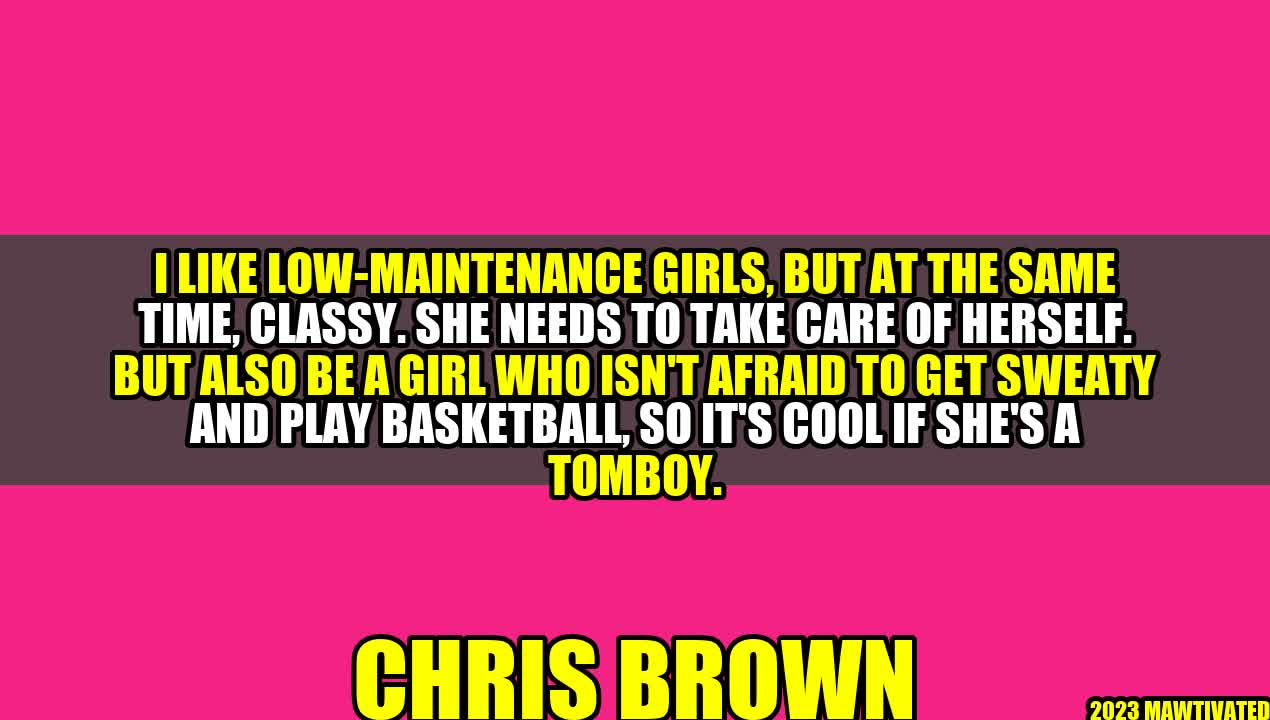 I LIKE LOW-MAINTENANCE GIRLS, BUT AT THE SAME
TIME, CLASSY. SHE NEEDS TO TAKE CARE OF HERSELF.
BUT ALSO BE A GIRL WHO ISN'T AFRAID TO GET SWEATY
AND PLAY BASKETBALL, SO IT'S COOL IF SHE'S A
TOMBOY.
CHRIS BROWN
2023 MAWTIVATED